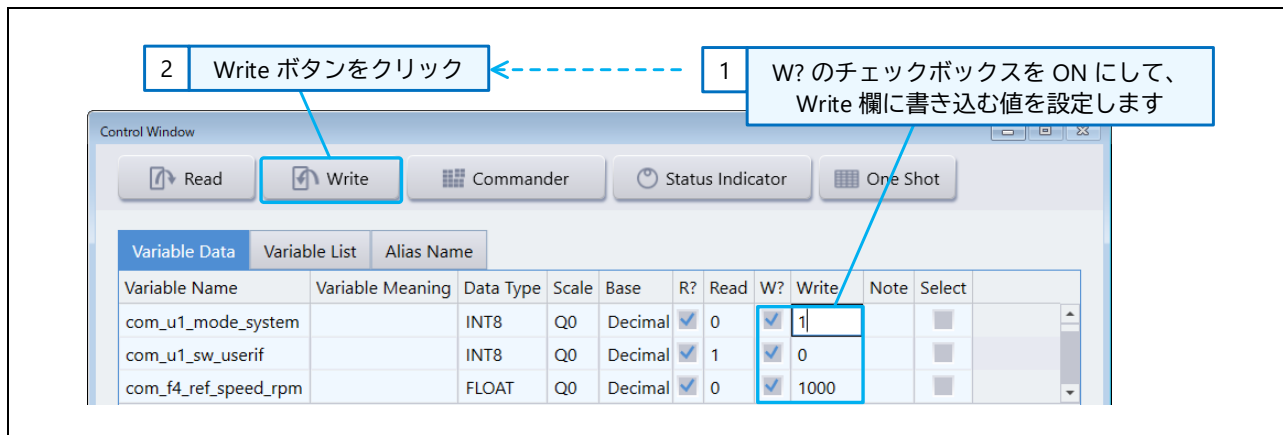 2 Write ボタンをクリック
1 W? のチェックボックスを ON にして、
Write 欄に書き込む値を設定します
Control Window
Read Write Commander Status Indicator One Shot
Variable Data Variable List Alias Name
Variable Name Variable Meaning Data Type Scale Base R? Read W? Write Note Select
com_u1_mode_system INT8 Q0 Decimal 0 1
com_u1_sw_userif INT8 Q0 Decimal 1 0
com_f4_ref_speed_rpm FLOAT Q0 Decimal 0 1000